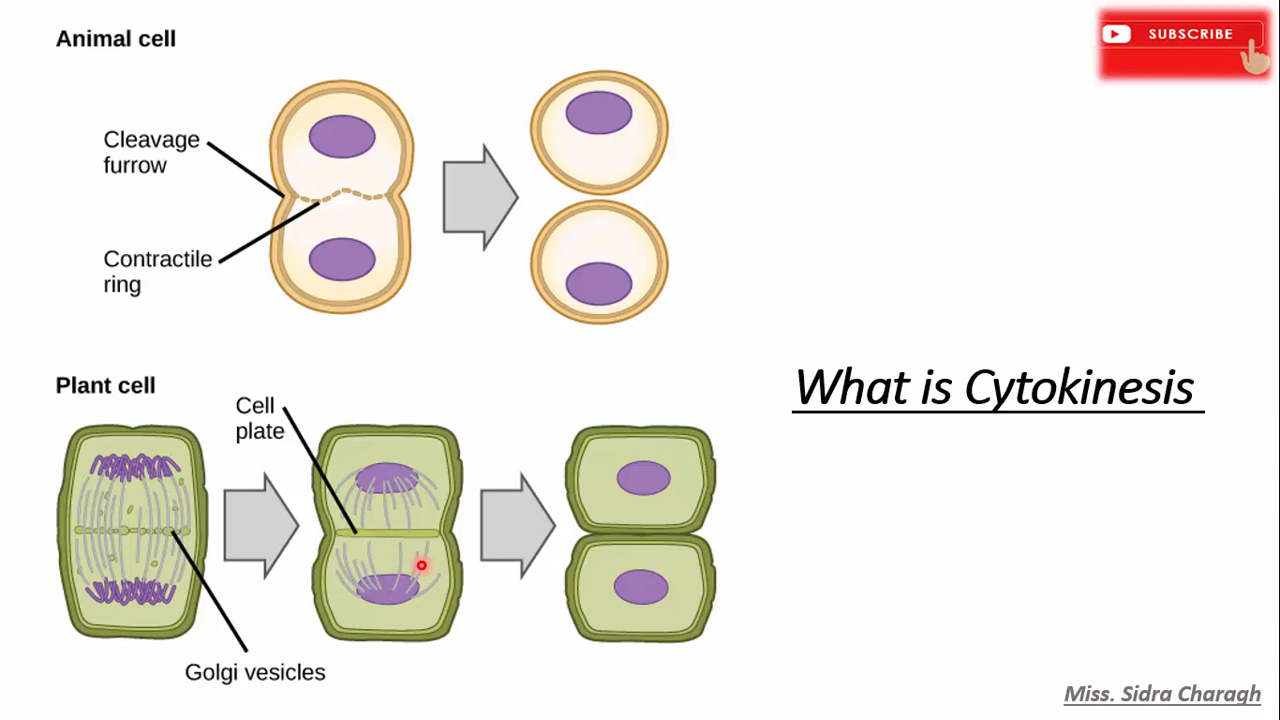 Animal cell
SUBSCRIBE
Cleavage
furrow
Contractile
ring
What is Cytokinesis
Plant cell
Cell
plate
Golgi vesicles
Miss. Sidra Charagh